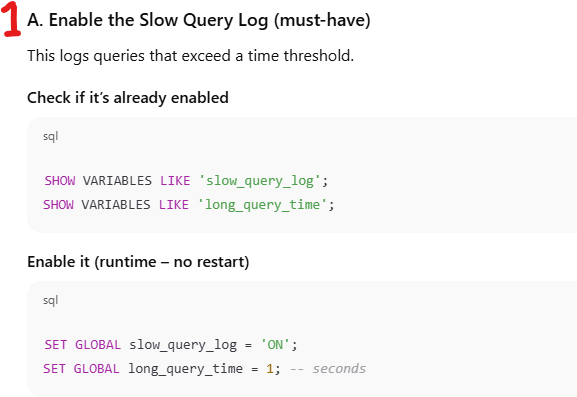 1
A. Enable the Slow Query Log (must-have)
This logs queries that exceed a time threshold.
Check if it’s already enabled
sql
SHOW VARIABLES LIKE 'slow_query_log';
SHOW VARIABLES LIKE 'long_query_time';
Enable it (runtime – no restart)
sql
SET GLOBAL slow_query_log = 'ON';
SET GLOBAL long_query_time = 1; -- seconds